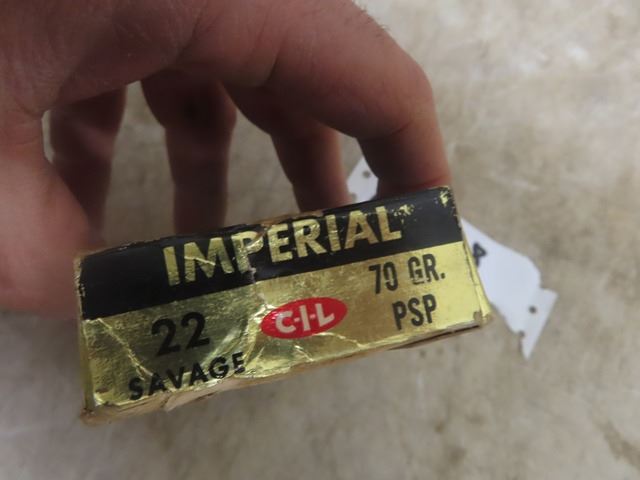 IMPERIAL
22
SAVAGE
C-I-L
70 GR.
PSP